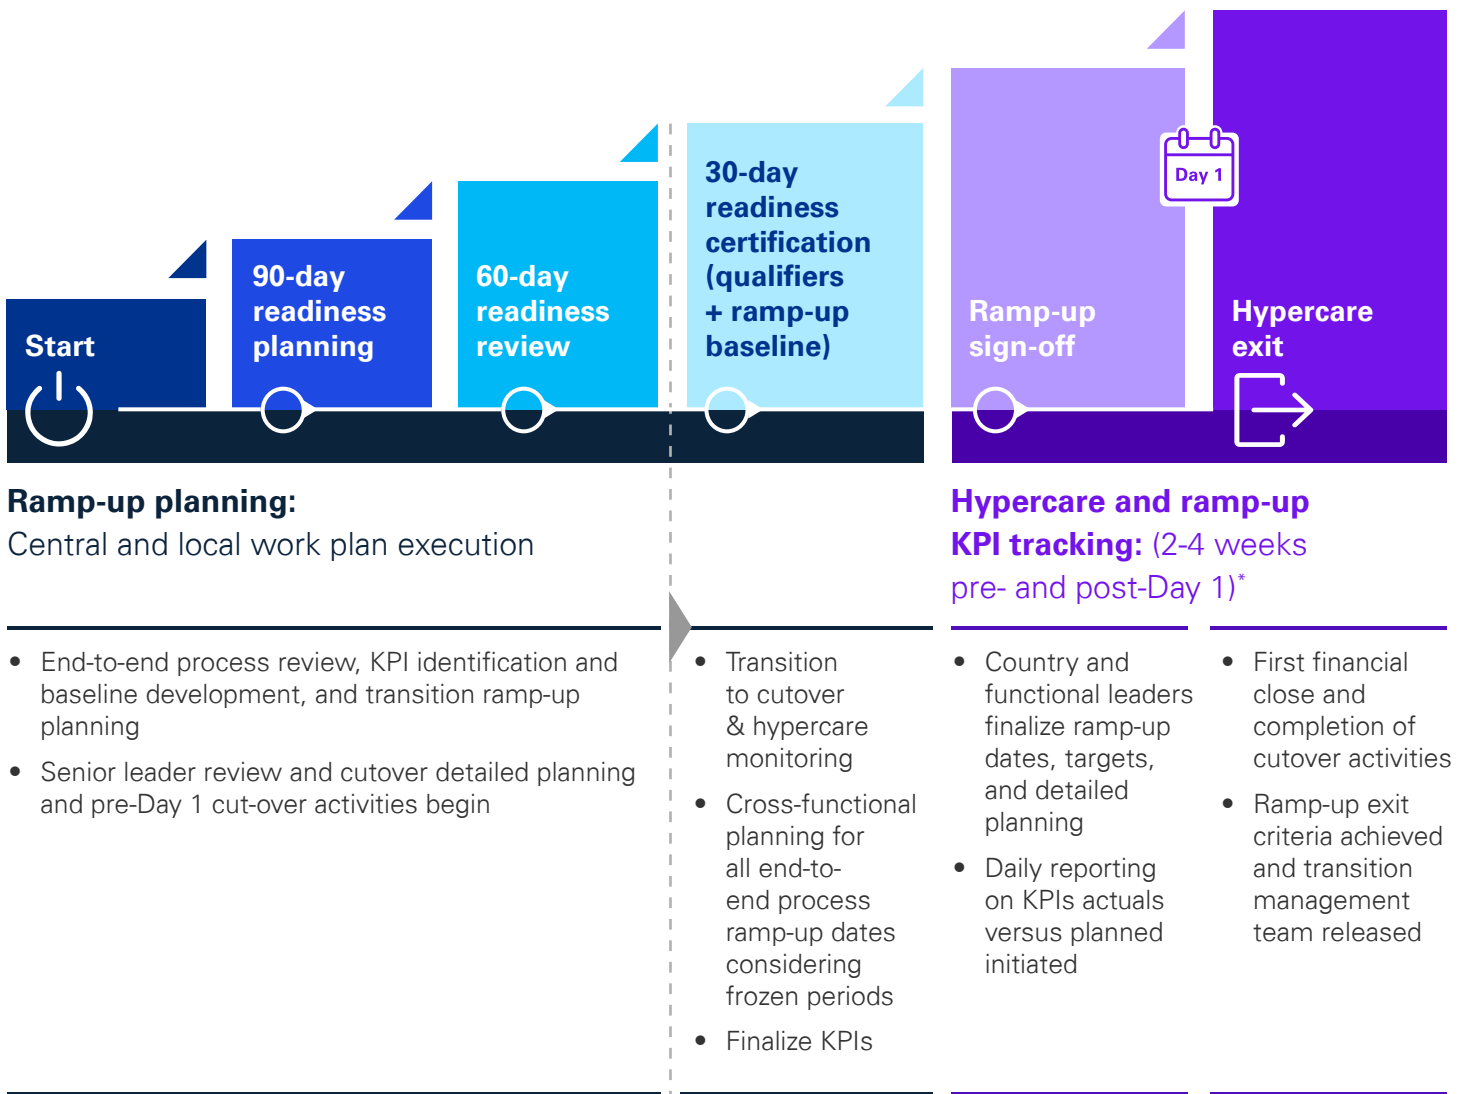 Start
90-day
readiness
planning
60-day
readiness
review
30-day
readiness
certification
(qualifiers
+ ramp-up
baseline)
Ramp-up
sign-off
Day 1
Hypercare
exit
Ramp-up planning:
Central and local work plan execution
Hypercare and ramp-up
KPI tracking: (2-4 weeks
pre- and post-Day 1)*
• End-to-end process review, KPI identification and
baseline development, and transition ramp-up
planning
• Senior leader review and cutover detailed planning
and pre-Day 1 cut-over activities begin
• Transition
to cutover
& hypercare
monitoring
• Cross-functional
planning for
all end-to-
end process
ramp-up dates
considering
frozen periods
• Finalize KPIs
• Country and
functional leaders
finalize ramp-up
dates, targets,
and detailed
planning
• Daily reporting
on KPIs actuals
versus planned
initiated
• First financial
close and
completion of
cutover activities
• Ramp-up exit
criteria achieved
and transition
management
team released